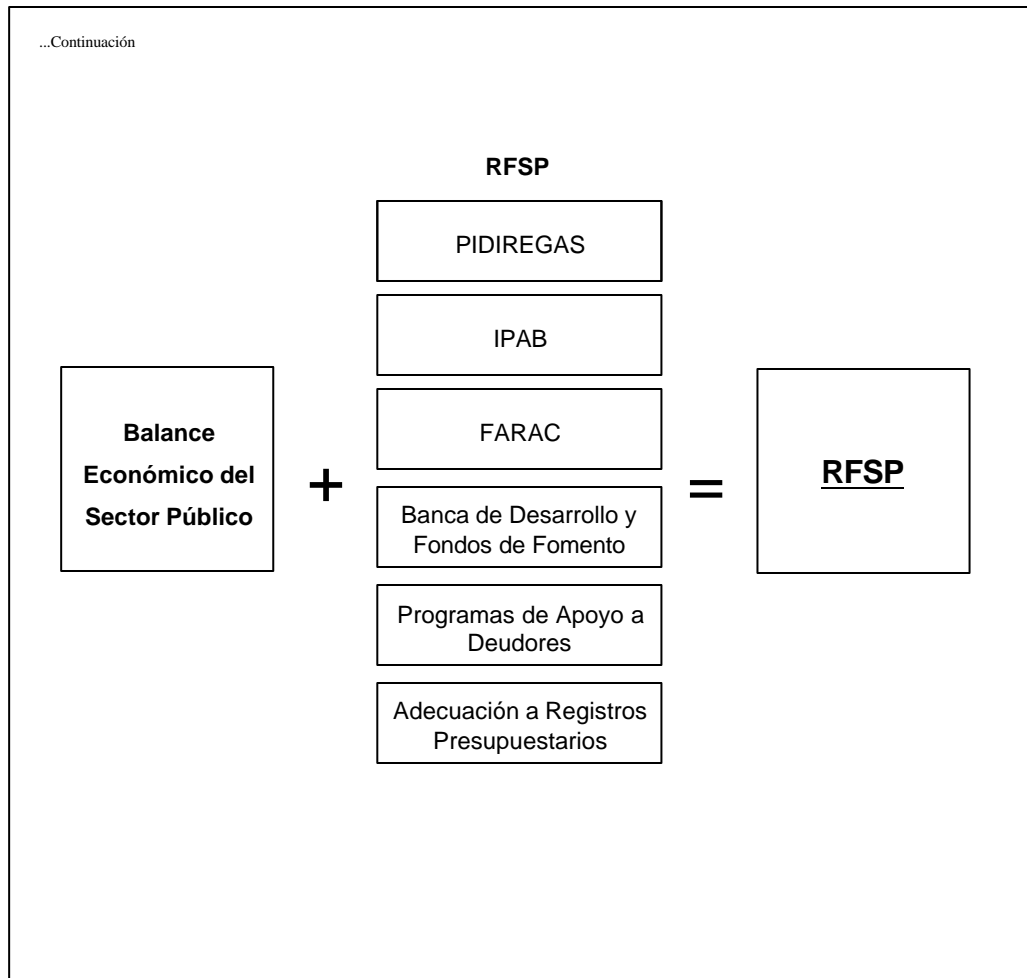 ...Continuación
RFSP
PIDIREGAS
IPAB
FARAC
Banca de Desarrollo y
Fondos de Fomento
Programas de Apoyo a
Deudores
Adecuación a Registros
Presupuestarios
Balance
Económico del
Sector Público
+
=
RFSP